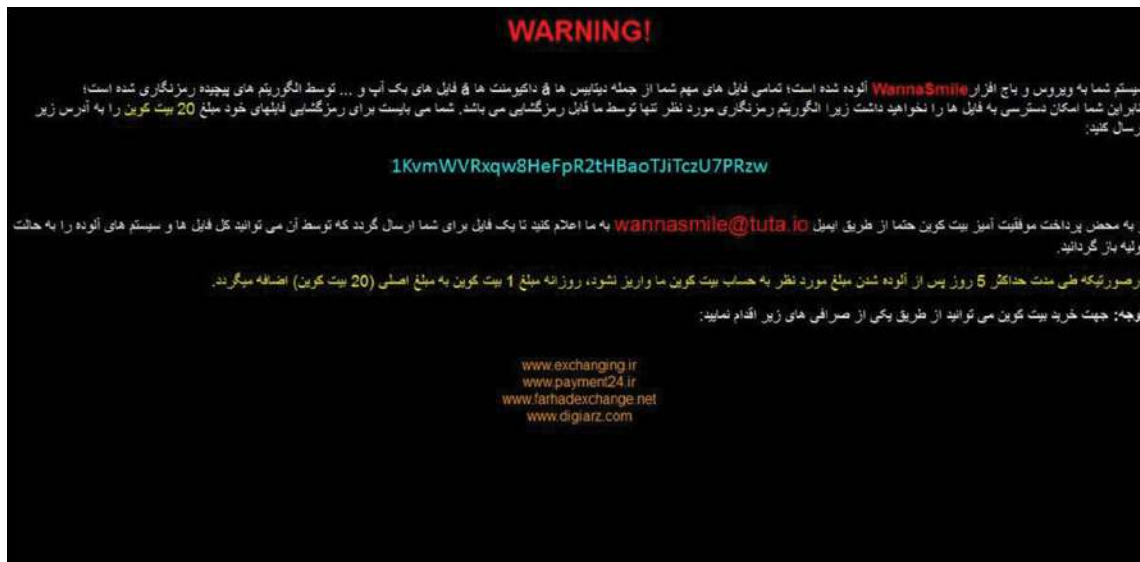 WARNING!
یستم شما به ویروس و باج افزار WannaSmile آلوده شده است؛ تمامی فایل های مهم شما از جمله دیتابیس ها & داکیومنت ها & فایل های بک آپ و ... توسط الگوریتم های پیچیده رمزنگاری شده است؛
نابراین شما امکان دسترسی به فایل ها را نخواهید داشت زیرا الگوریتم رمزنگاری مورد نظر تنها توسط ما قابل رمزگشایی می باشد. شما می بایست برای رمزگشایی فایلهای خود مبلغ 20 بیت کوین را به آدرس زیر
رسال کنید:
1KvmWVRxqw8HeFpR2tHBaoTJiTczU7PRzw
به محض پرداخت موفقیت آمیز بیت کوین حتما از طریق ایمیل wannasmile@tuta.io به ما اعلام کنید تا یک فایل برای شما ارسال گردد که توسط آن می توانید کل فایل ها و سیستم های آلوده را به حالت
ولیه باز گردانید.
رصورتیکه طی مدت حداکثر 5 روز پس از آلوده شدن مبلغ مورد نظر به حساب بیت کوین ما واریز نشود، روزانه مبلغ 1 بیت کوین به مبلغ اصلی (20 بیت کوین) اضافه میگردد.
وجه: جهت خرید بیت کوین می توانید از طریق یکی از صرافی های زیر اقدام نمایید:
www.exchanging.ir
www.payment24.ir
www.farhadexchange.net
www.digiarz.com